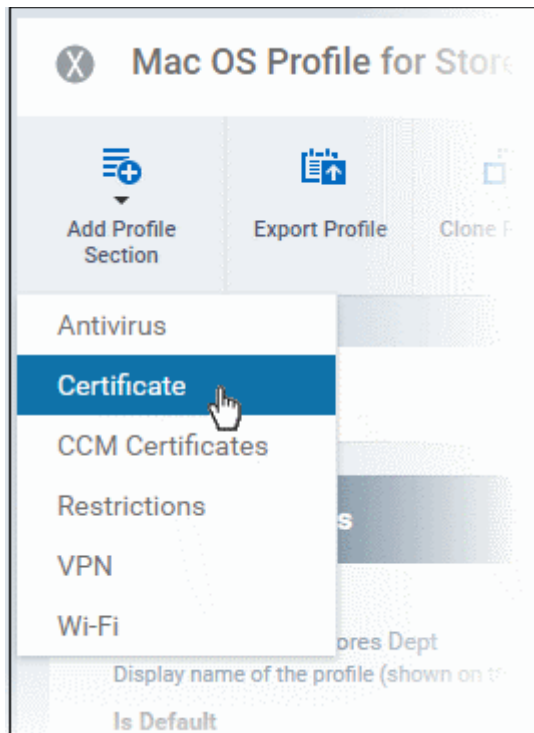 X Mac OS Profile for Store
Add Profile
Section
Export Profile
Clone P
Antivirus
Certificate
CCM Certificates
Restrictions
VPN
Wi-Fi
s
ores Dept
Display name of the profile (shown on t
Is Default